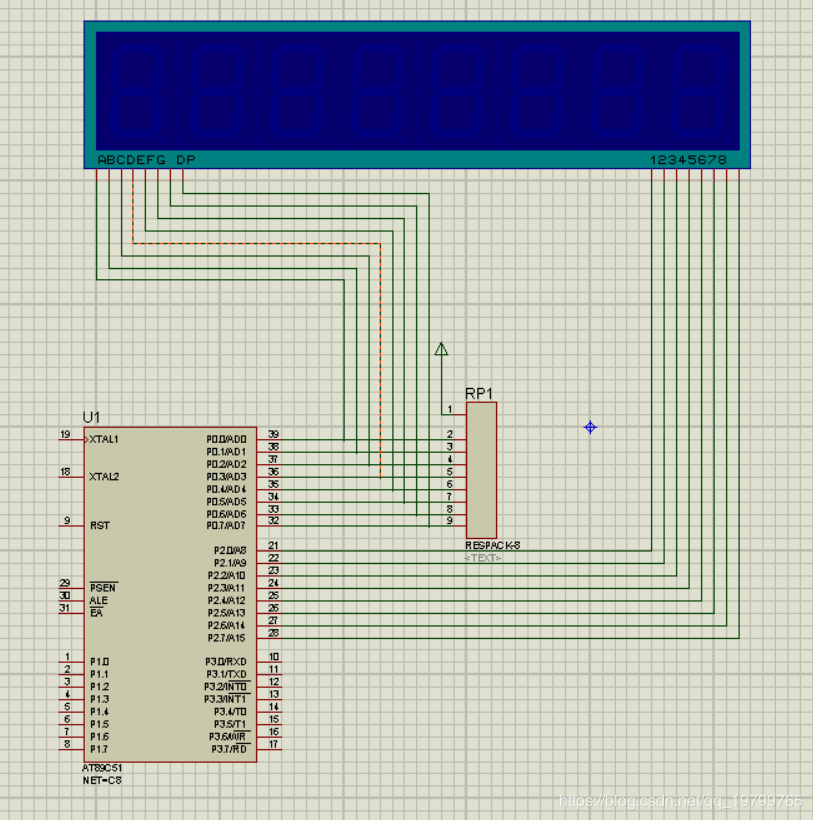 ABCDEFG DP
12345678
RP1
1
2
3
4
5
6
7
8
9
RESPACK-8
<TEXT>
U1
19 XTAL1
18 XTAL2
9 RST
29 PSEN
30 ALE
31 EA
1 P1.0
2 P1.1
3 P1.2
4 P1.3
5 P1.4
6 P1.5
7 P1.6
8 P1.7
P0.0/AD0 39
P0.1/AD1 38
P0.2/AD2 37
P0.3/AD3 36
P0.4/AD4 35
P0.5/AD5 34
P0.6/AD6 33
P0.7/AD7 32
P2.0/A8 21
P2.1/A9 22
P2.2/A10 23
P2.3/A11 24
P2.4/A12 25
P2.5/A13 26
P2.6/A14 27
P2.7/A15 28
P3.0/RXD 10
P3.1/TXD 11
P3.2/INT0 12
P3.3/INT1 13
P3.4/T0 14
P3.5/T1 15
P3.6/WR 16
P3.7/RD 17
AT89C51
NET=C8
https://blog.csdn.net/qq_19799765